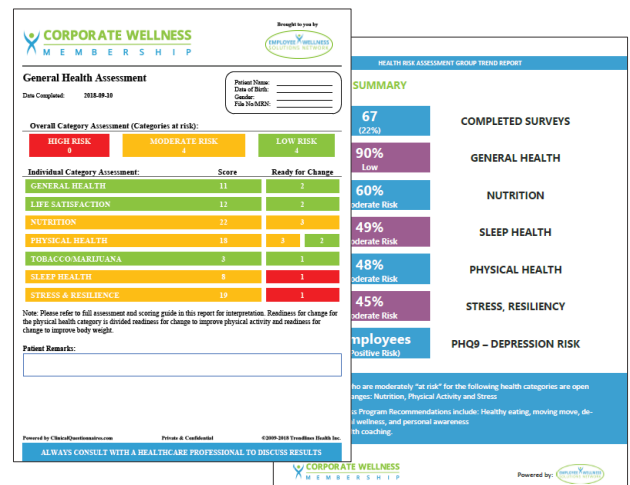 CORPORATE WELLNESS
MEMBERSHIP
Brought to you by
EMPLOYEE WELLNESS
SOLUTIONS NETWORK
General Health Assessment
Date Completed: 2018-09-10
Patient Name:
Date of Birth:
Gender:
File No/MRN:
Overall Category Assessment (Categories at risk):
HIGH RISK MODERATE RISK LOW RISK
0 4 4
Individual Category Assessment: Score Ready for Change
GENERAL HEALTH 11 2
LIFE SATISFACTION 12 2
NUTRITION 22 3
PHYSICAL HEALTH 18 3 2
TOBACCO/MARIJUANA 3 1
SLEEP HEALTH 8 1
STRESS & RESILIENCE 19 1
Note: Please refer to full assessment and scoring guide in this report for interpretation. Readiness for change for
the physical health category is divided readiness for change to improve physical activity and readiness for
change to improve body weight.
Patient Remarks:
Powered by ClinicalQuestionnaires.com Private & Confidential ©2009-2018 Trendlines Health Inc.
ALWAYS CONSULT WITH A HEALTHCARE PROFESSIONAL TO DISCUSS RESULTS
HEALTH RISK ASSESSMENT GROUP TREND REPORT
SUMMARY
67
(22%)
COMPLETED SURVEYS
90%
Low
GENERAL HEALTH
60%
oderate Risk
NUTRITION
49%
oderate Risk
SLEEP HEALTH
48%
oderate Risk
PHYSICAL HEALTH
45%
oderate Risk
STRESS, RESILIENCY
mployees
Positive Risk)
PHQ9 – DEPRESSION RISK
ho are moderately "at risk" for the following health categories are open
anges: Nutrition, Physical Activity and Stress
ss Program Recommendations include: Healthy eating, moving move, de-
l wellness, and personal awareness
th coaching.
CORPORATE WELLNESS
MEMBERSHIP
Powered by:
EMPLOYEE WELLNESS
SOLUTIONS NETWORK